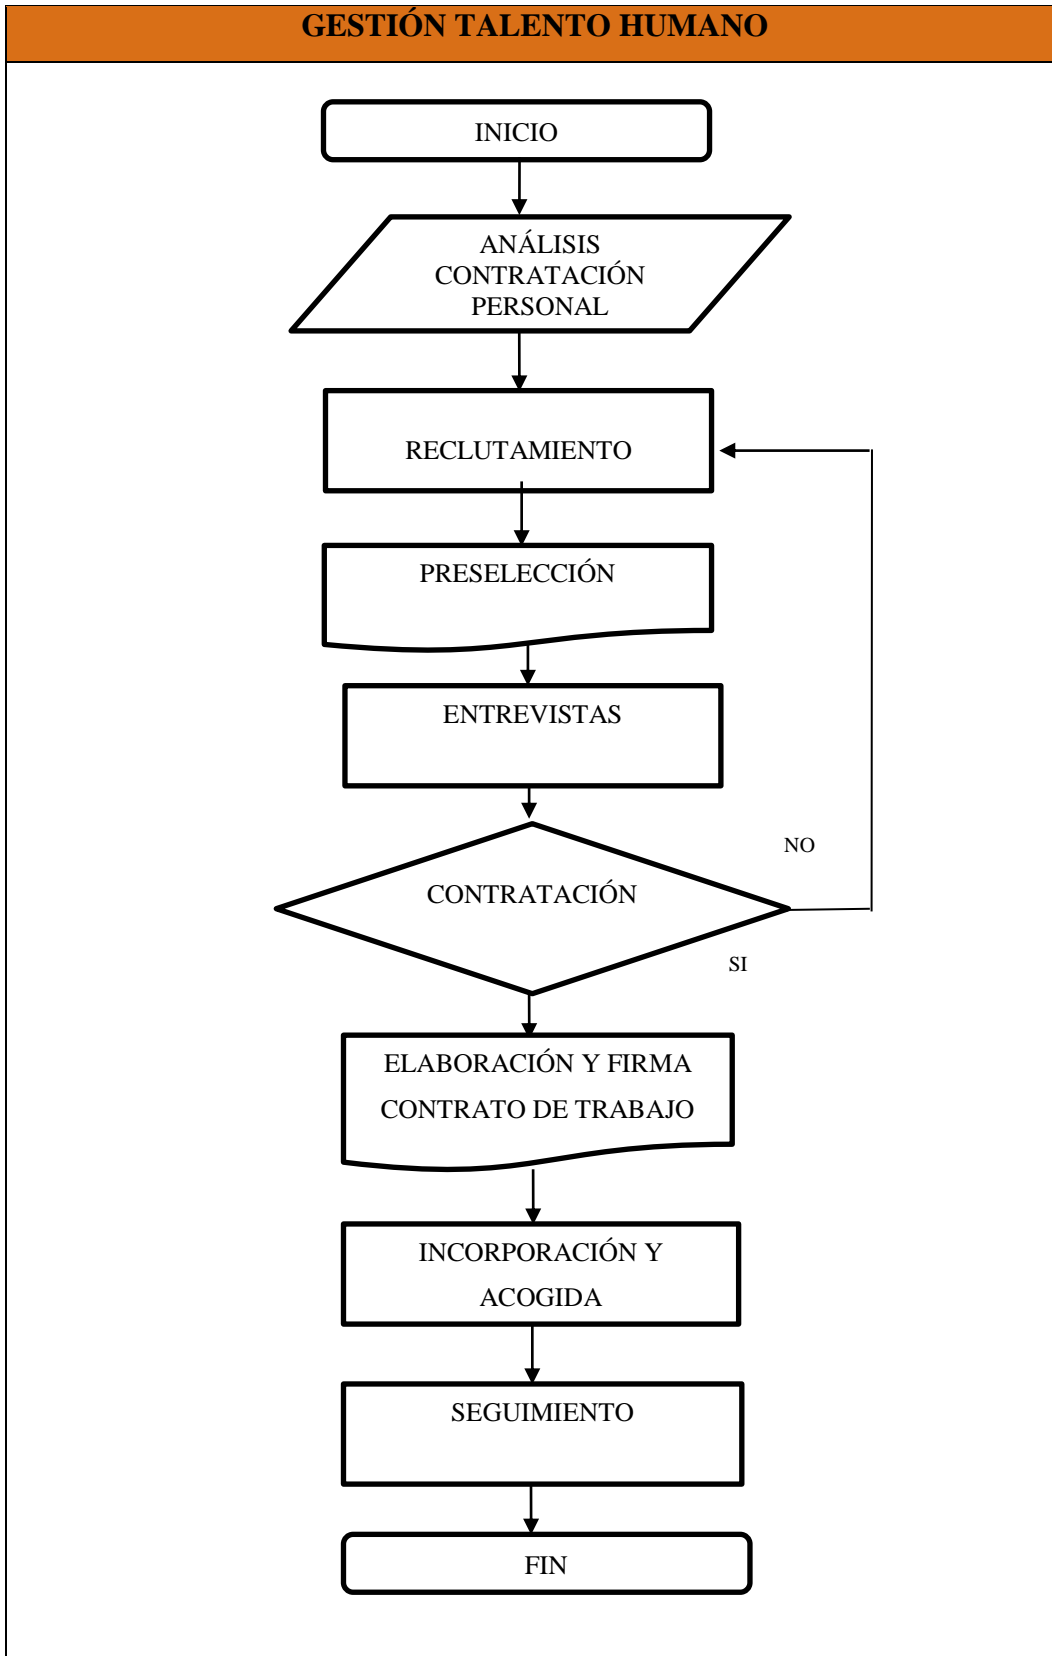 GESTIÓN TALENTO HUMANO
INICIO
ANÁLISIS
CONTRATACIÓN
PERSONAL
RECLUTAMIENTO
PRESELECCIÓN
ENTREVISTAS
NO
CONTRATACIÓN
SI
ELABORACIÓN Y FIRMA
CONTRATO DE TRABAJO
INCORPORACIÓN Y
ACOGIDA
SEGUIMIENTO
FIN